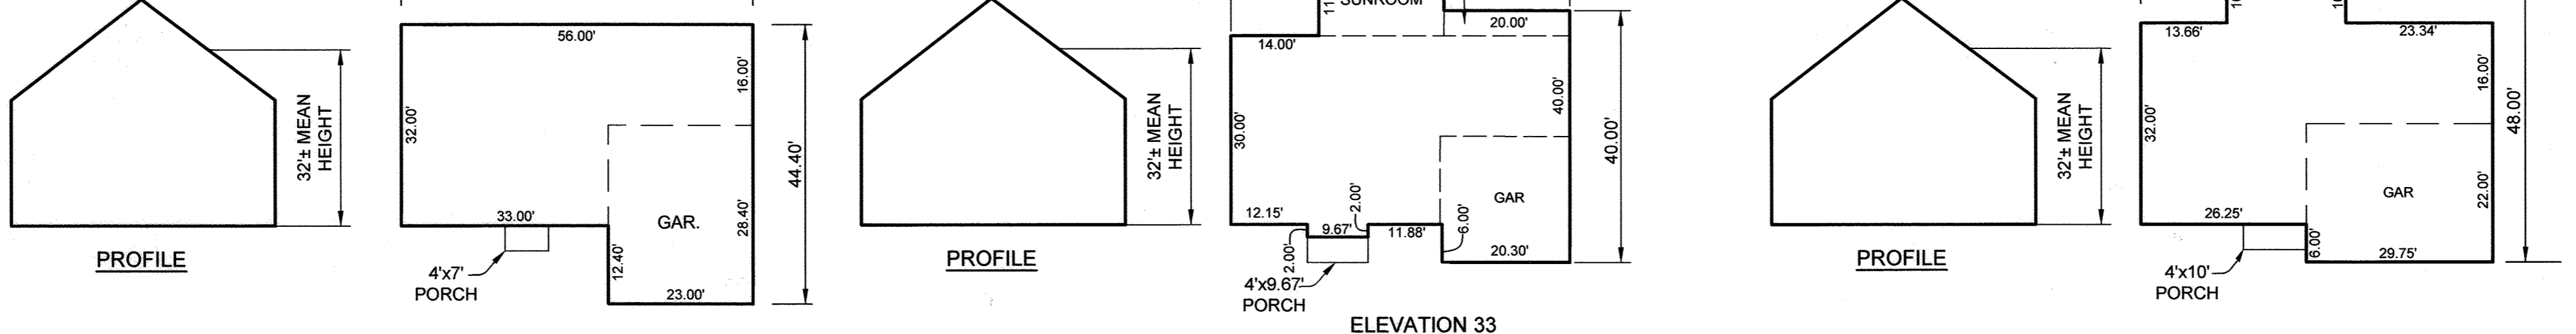 32'± MEAN
HEIGHT
PROFILE
56.00'
32.00'
16.00'
44.40'
33.00'
GAR.
28.40'
12.40'
4'x7'
PORCH
23.00'
32'± MEAN
HEIGHT
PROFILE
SUNROOM
20.00'
14.00'
30.00'
40.00'
40.00'
12.15'
9.67'
2.00'
11.88'
GAR
6.00'
2.00'
20.30'
4'x9.67'
PORCH
ELEVATION 33
32'± MEAN
HEIGHT
PROFILE
13.66'
23.34'
32.00'
16.00'
48.00'
GAR
22.00'
26.25'
6.00'
29.75'
4'x10'
PORCH